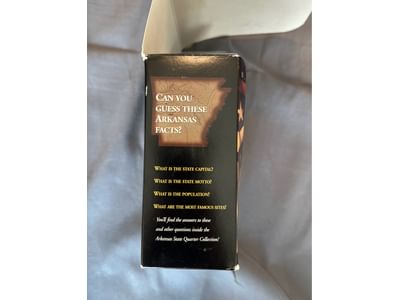 CAN YOU
GUESS THESE
ARKANSAS
FACTS?
WHAT IS THE STATE CAPITAL?
WHAT IS THE STATE MOTTO?
WHAT IS THE POPULATION?
WHAT ARE THE MOST FAMOUS SITES?
You'll find the answers to these
and other questions inside the
Arkansas State Quarter Collection!